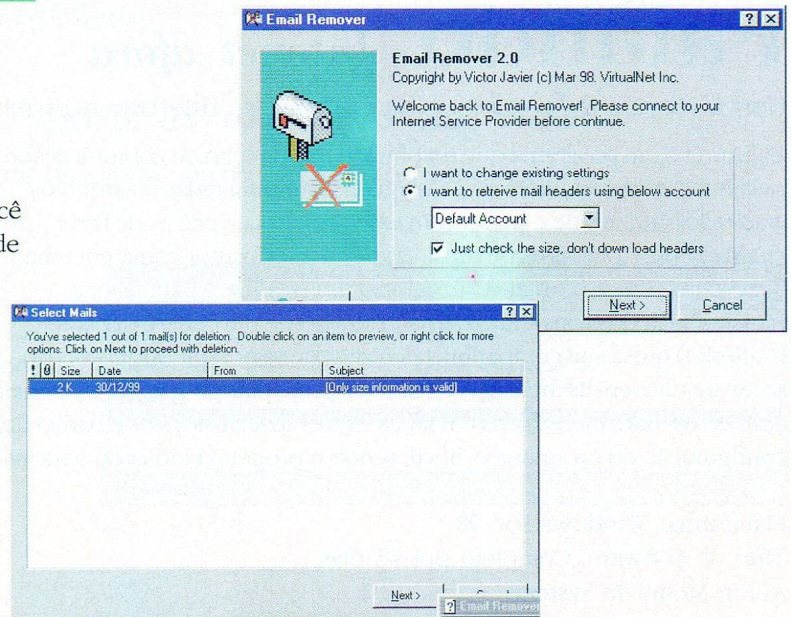 Email Remover
Email Remover 2.0
Copyright by Victor Javier (c) Mar 98. VirtualNet Inc.
Welcome back to Email Remover! Please connect to your
Internet Service Provider before continue.
I want to change existing settings
I want to retreive mail headers using below account
Default Account
Just check the size, don't down load headers
Next >
Cancel
cê
de
Select Mails
You've selected 1 out of 1 mail(s) for deletion. Double click on an item to preview, or right click for more
options. Click on Next to proceed with deletion.
! Size Date From Subject
2 K 30/12/99 [Only size information is valid]
Next >
Email Remover